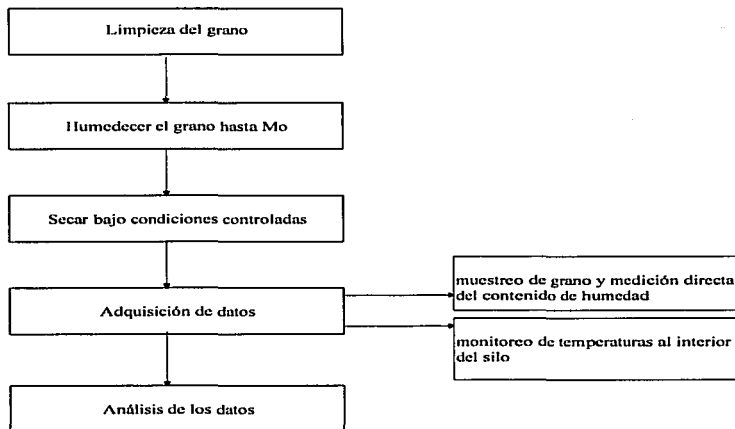 Limpieza del grano
Humedecer el grano hasta Mo
Secar bajo condiciones controladas
Adquisición de datos
muestreo de grano y medición directa
del contenido de humedad
monitoreo de temperaturas al interior
del silo
Análisis de los datos